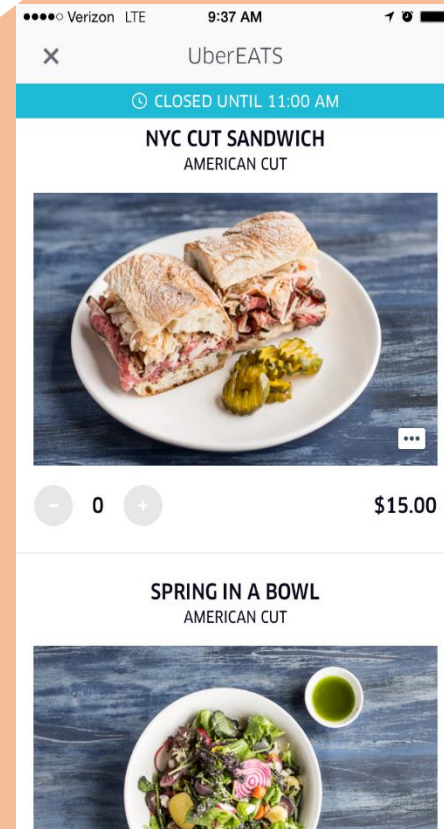 Verizon LTE 9:37 AM
UberEATS
CLOSED UNTIL 11:00 AM
NYC CUT SANDWICH
AMERICAN CUT
0 $15.00
SPRING IN A BOWL
AMERICAN CUT